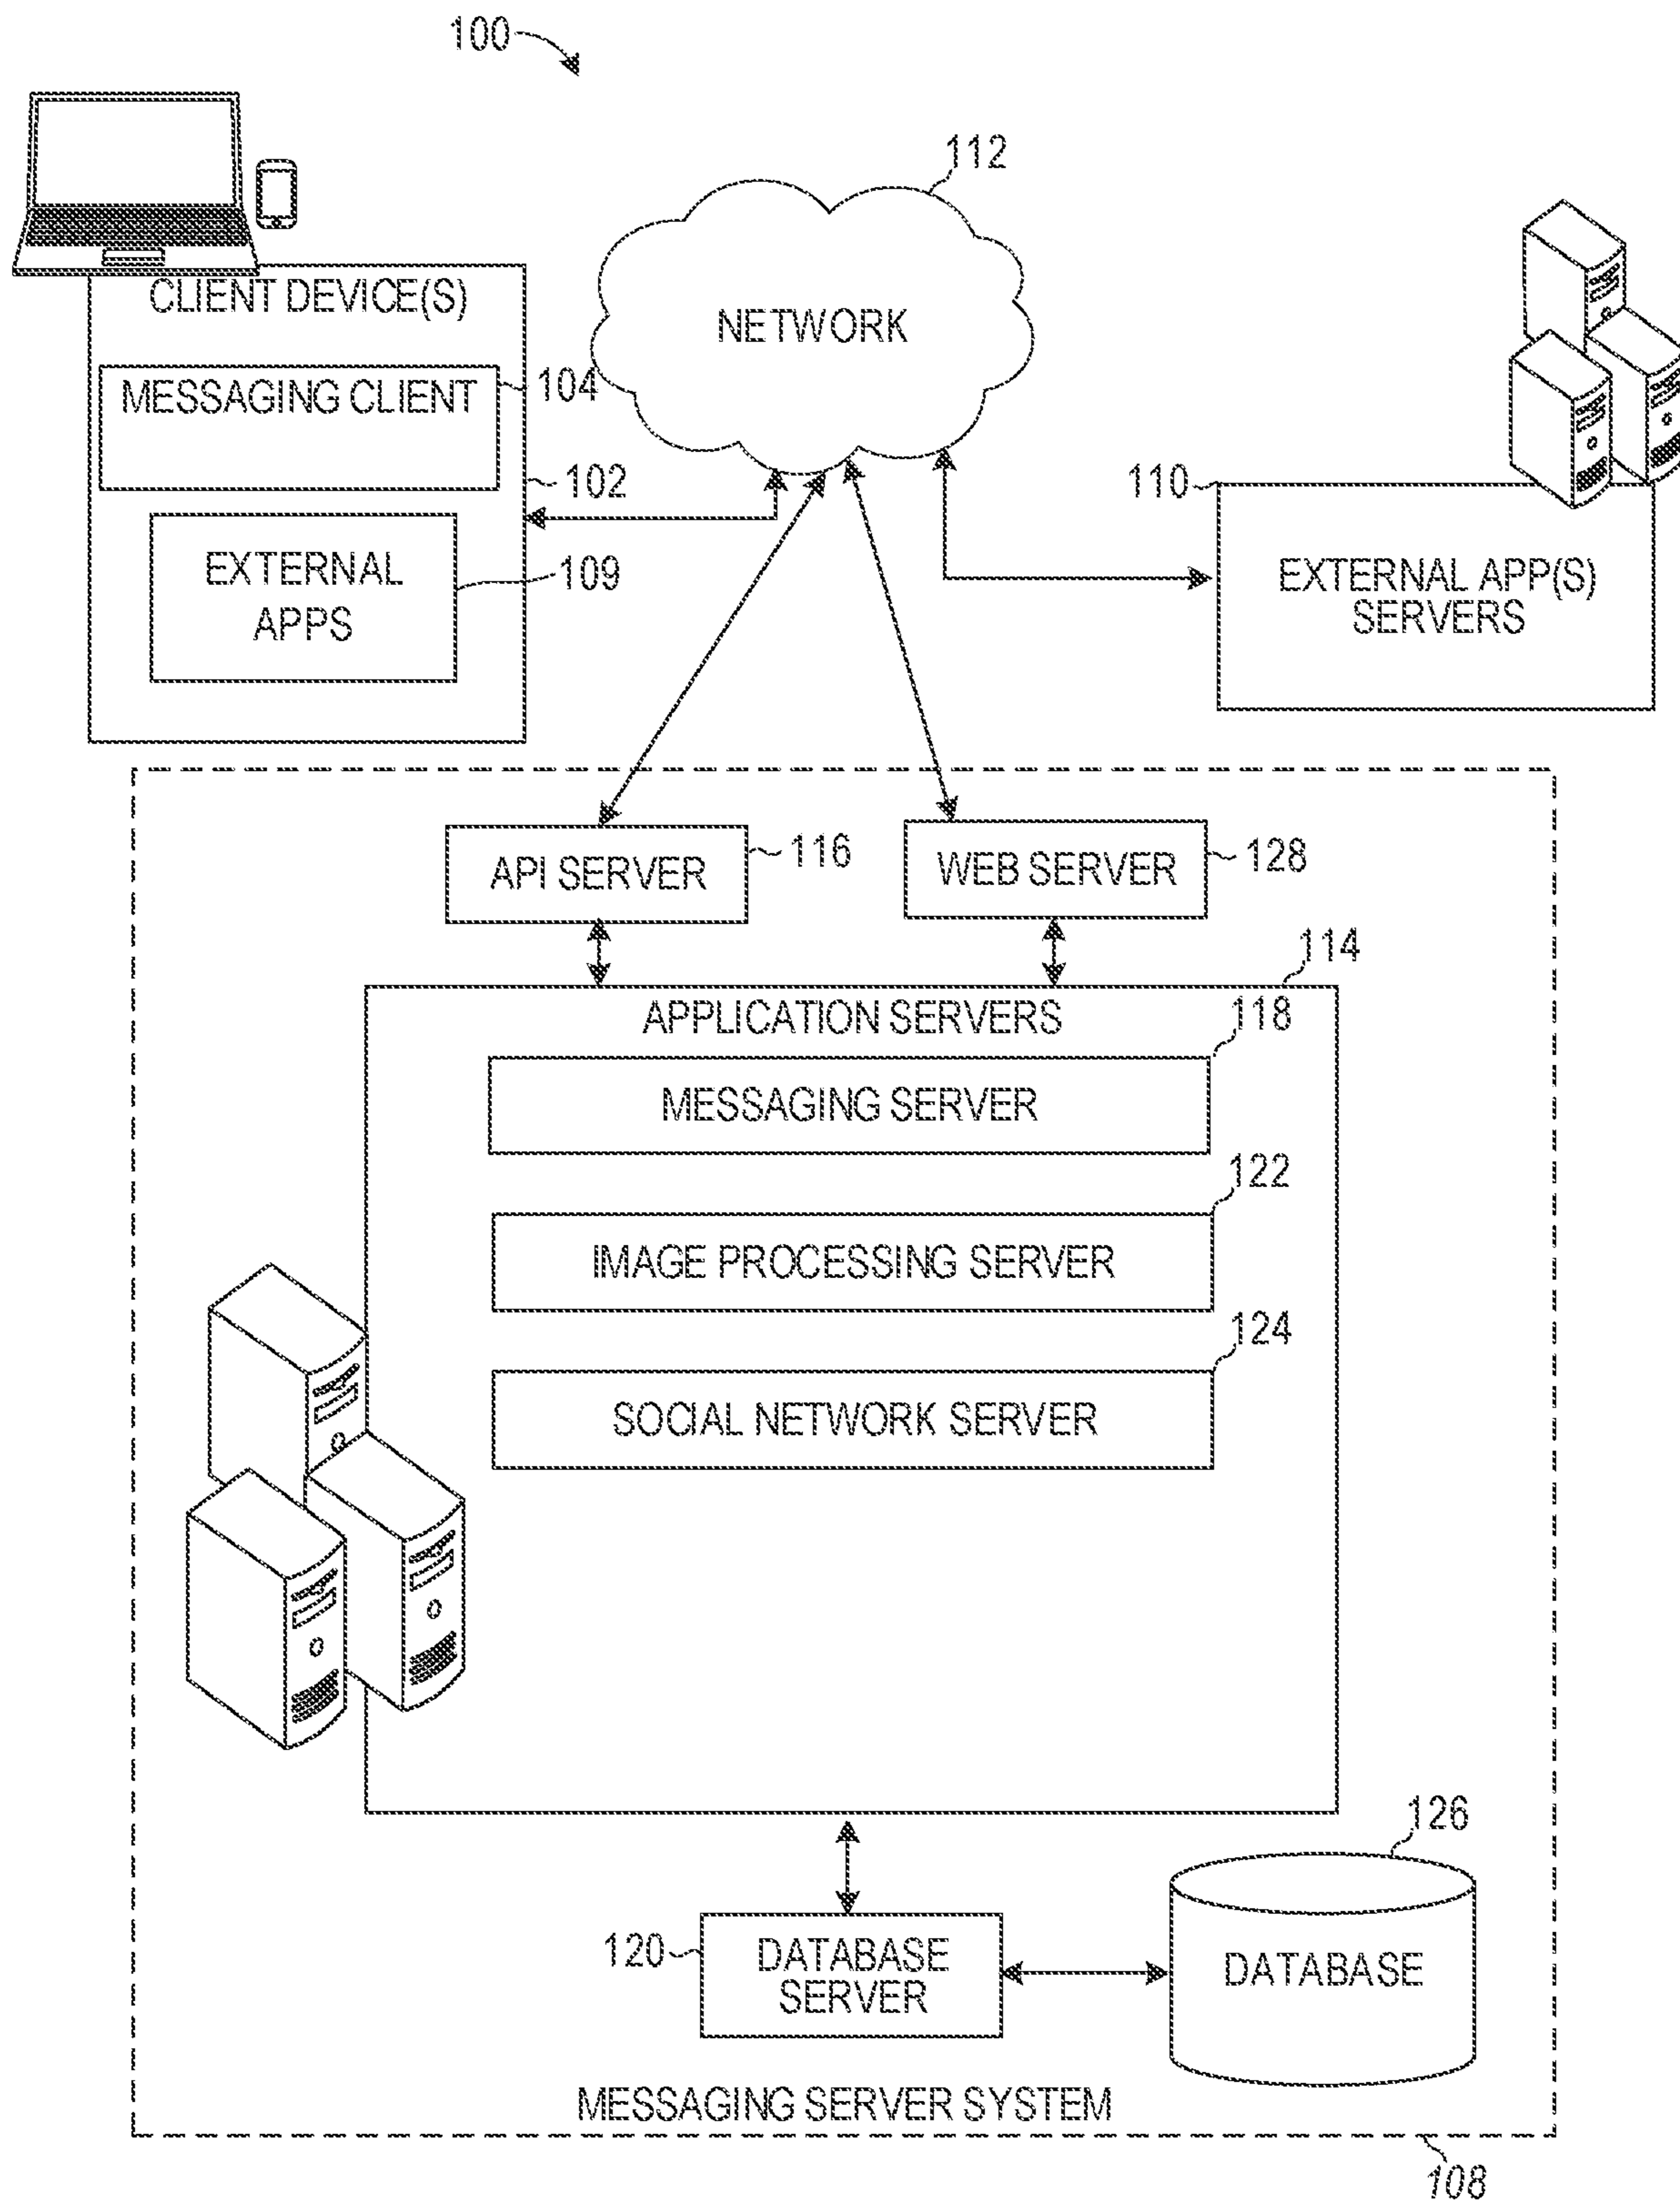 100
112
CLIENT DEVICE(S)
NETWORK
MESSAGING CLIENT
104
102
110
EXTERNAL
APPS
109
EXTERNAL APP(S)
SERVERS
API SERVER
116
WEB SERVER
128
114
APPLICATION SERVERS
118
MESSAGING SERVER
122
IMAGE PROCESSING SERVER
124
SOCIAL NETWORK SERVER
126
120
DATABASE
SERVER
DATABASE
MESSAGING SERVER SYSTEM
108